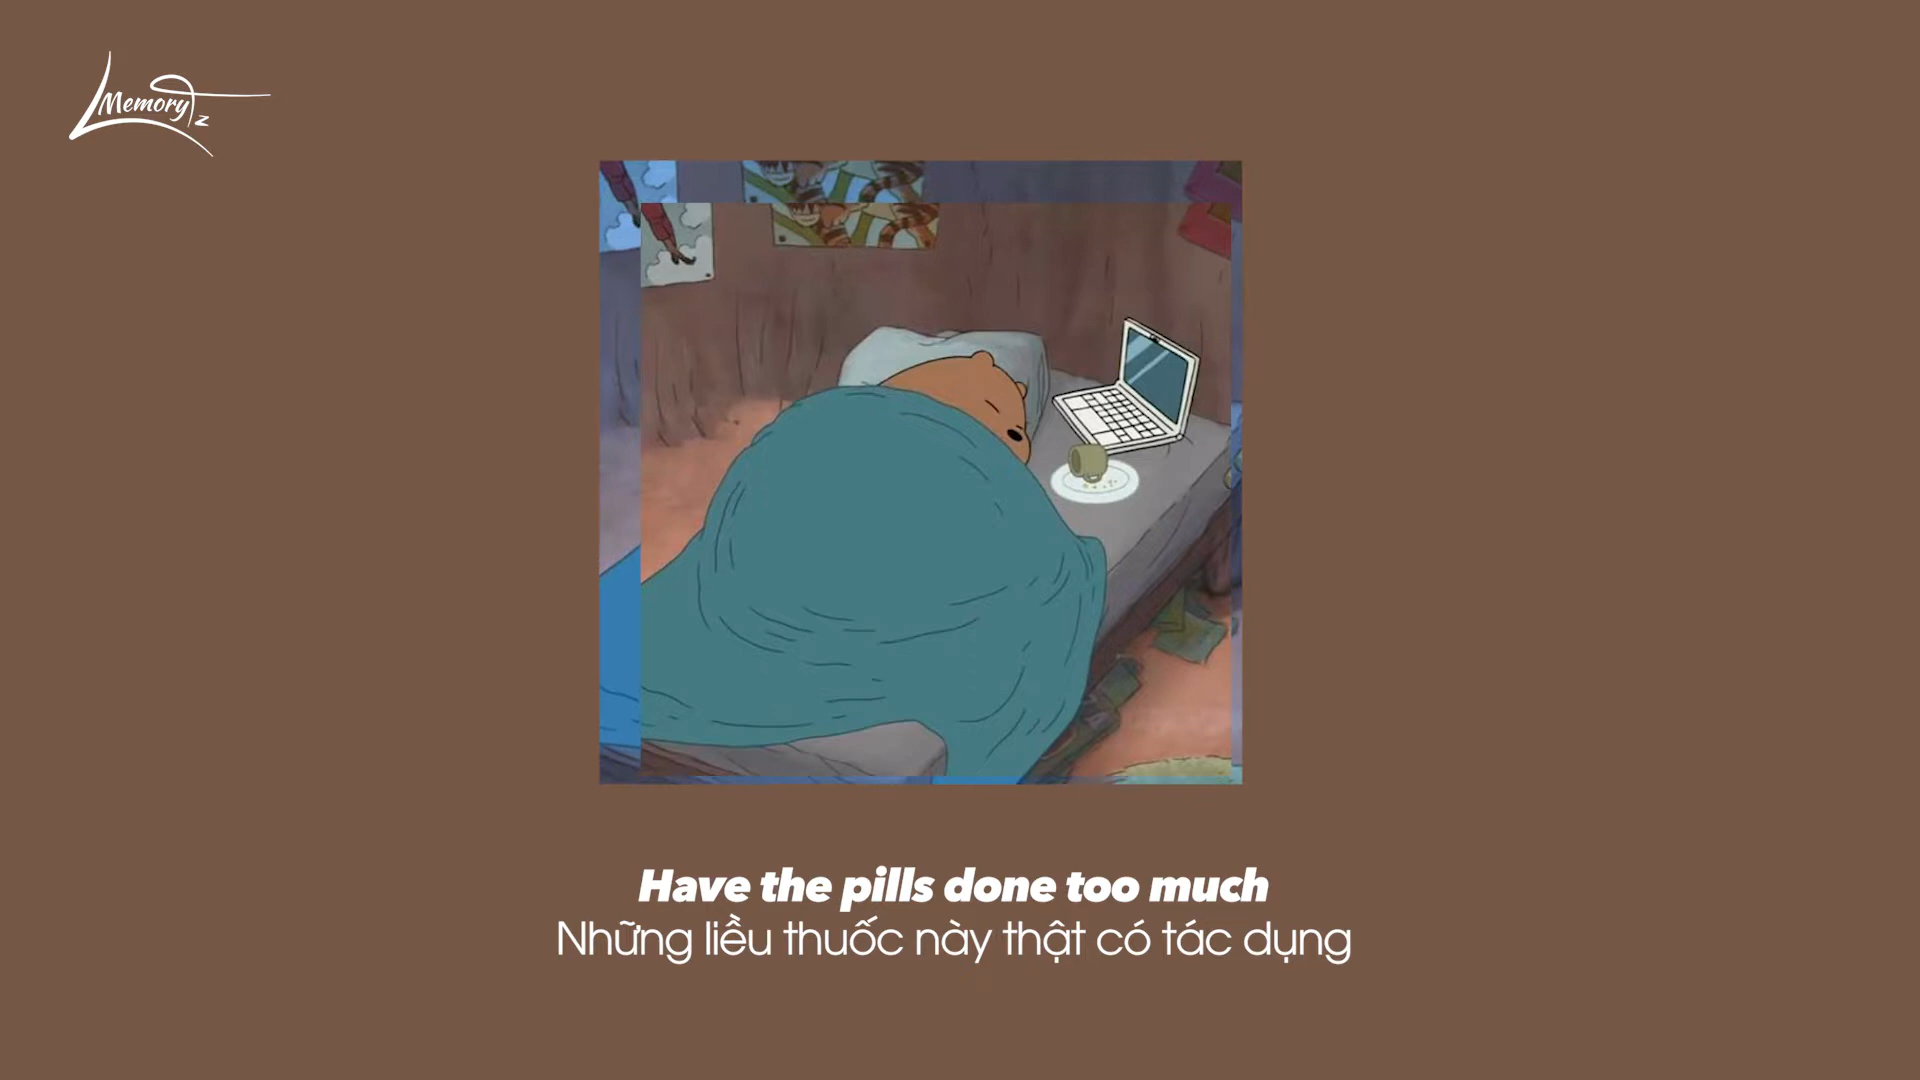 Memory
z
Have the pills done too much
Những liều thuốc này thật có tác dụng